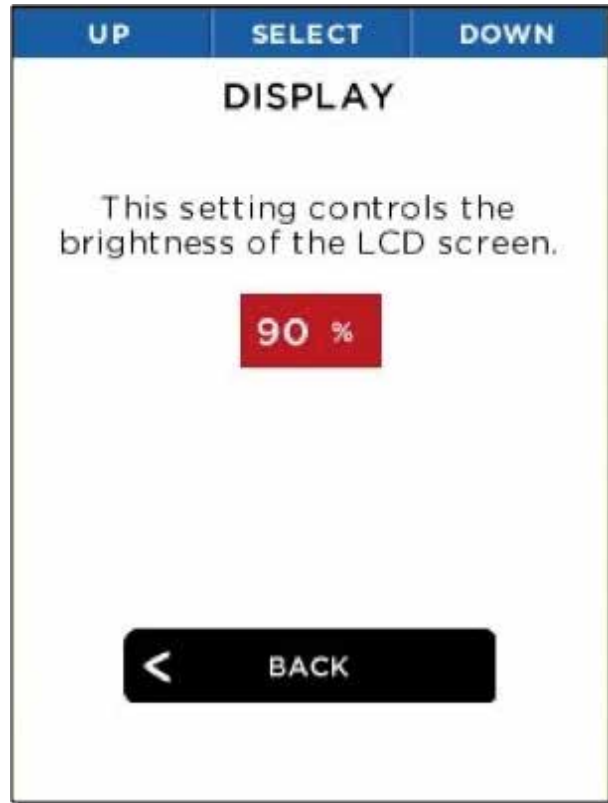 UP SELECT DOWN
DISPLAY
This setting controls the
brightness of the LCD screen.
90 %
< BACK